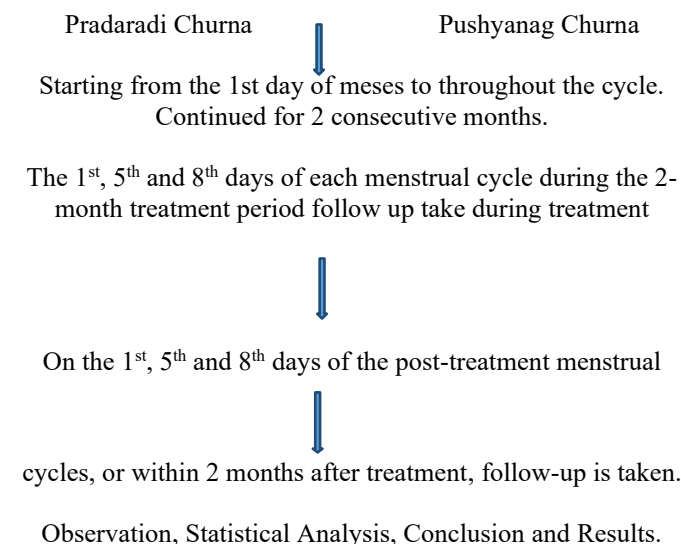 Pradaradi Churna Pushyanag Churna
Starting from the 1st day of meses to throughout the cycle.
Continued for 2 consecutive months.
The 1st, 5th and 8th days of each menstrual cycle during the 2-
month treatment period follow up take during treatment
On the 1st, 5th and 8th days of the post-treatment menstrual
cycles, or within 2 months after treatment, follow-up is taken.
Observation, Statistical Analysis, Conclusion and Results.